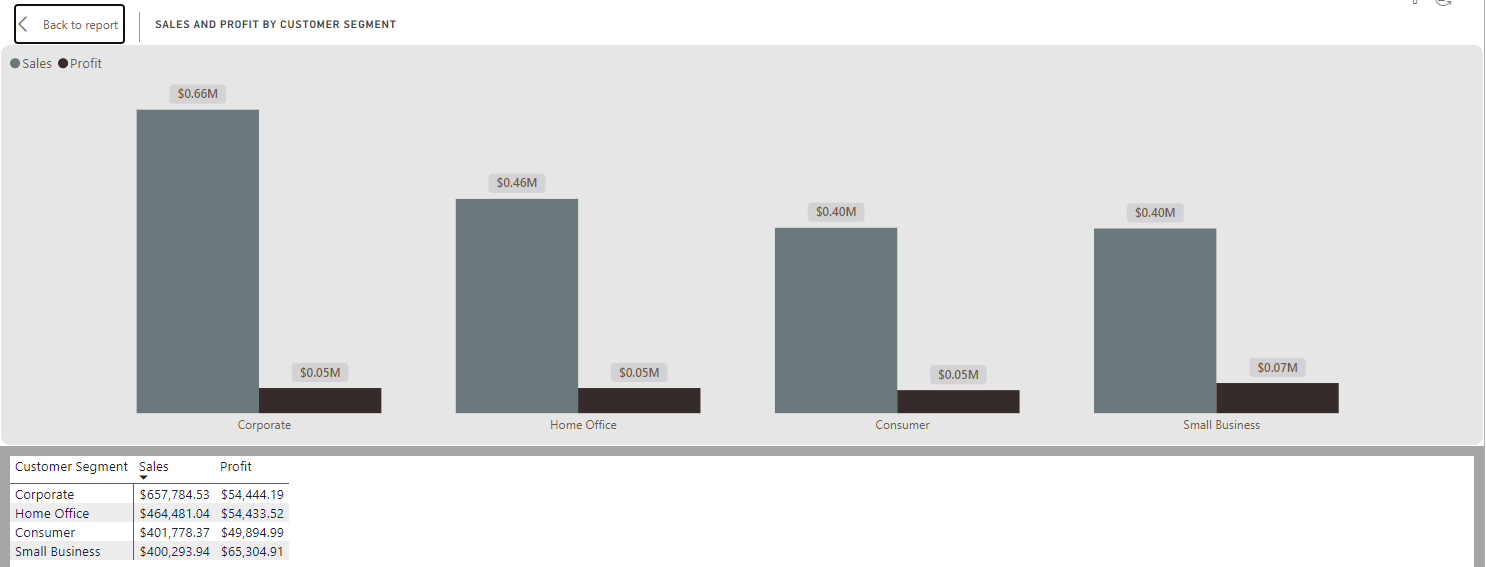 Back to report
SALES AND PROFIT BY CUSTOMER SEGMENT
Sales Profit
$0.66M
$0.05M
Corporate
$0.46M
$0.05M
Home Office
$0.40M
$0.05M
Consumer
$0.40M
$0.07M
Small Business
Customer Segment Sales Profit
Corporate $657,784.53 $54,444.19
Home Office $464,481.04 $54,433.52
Consumer $401,778.37 $49,894.99
Small Business $400,293.94 $65,304.91